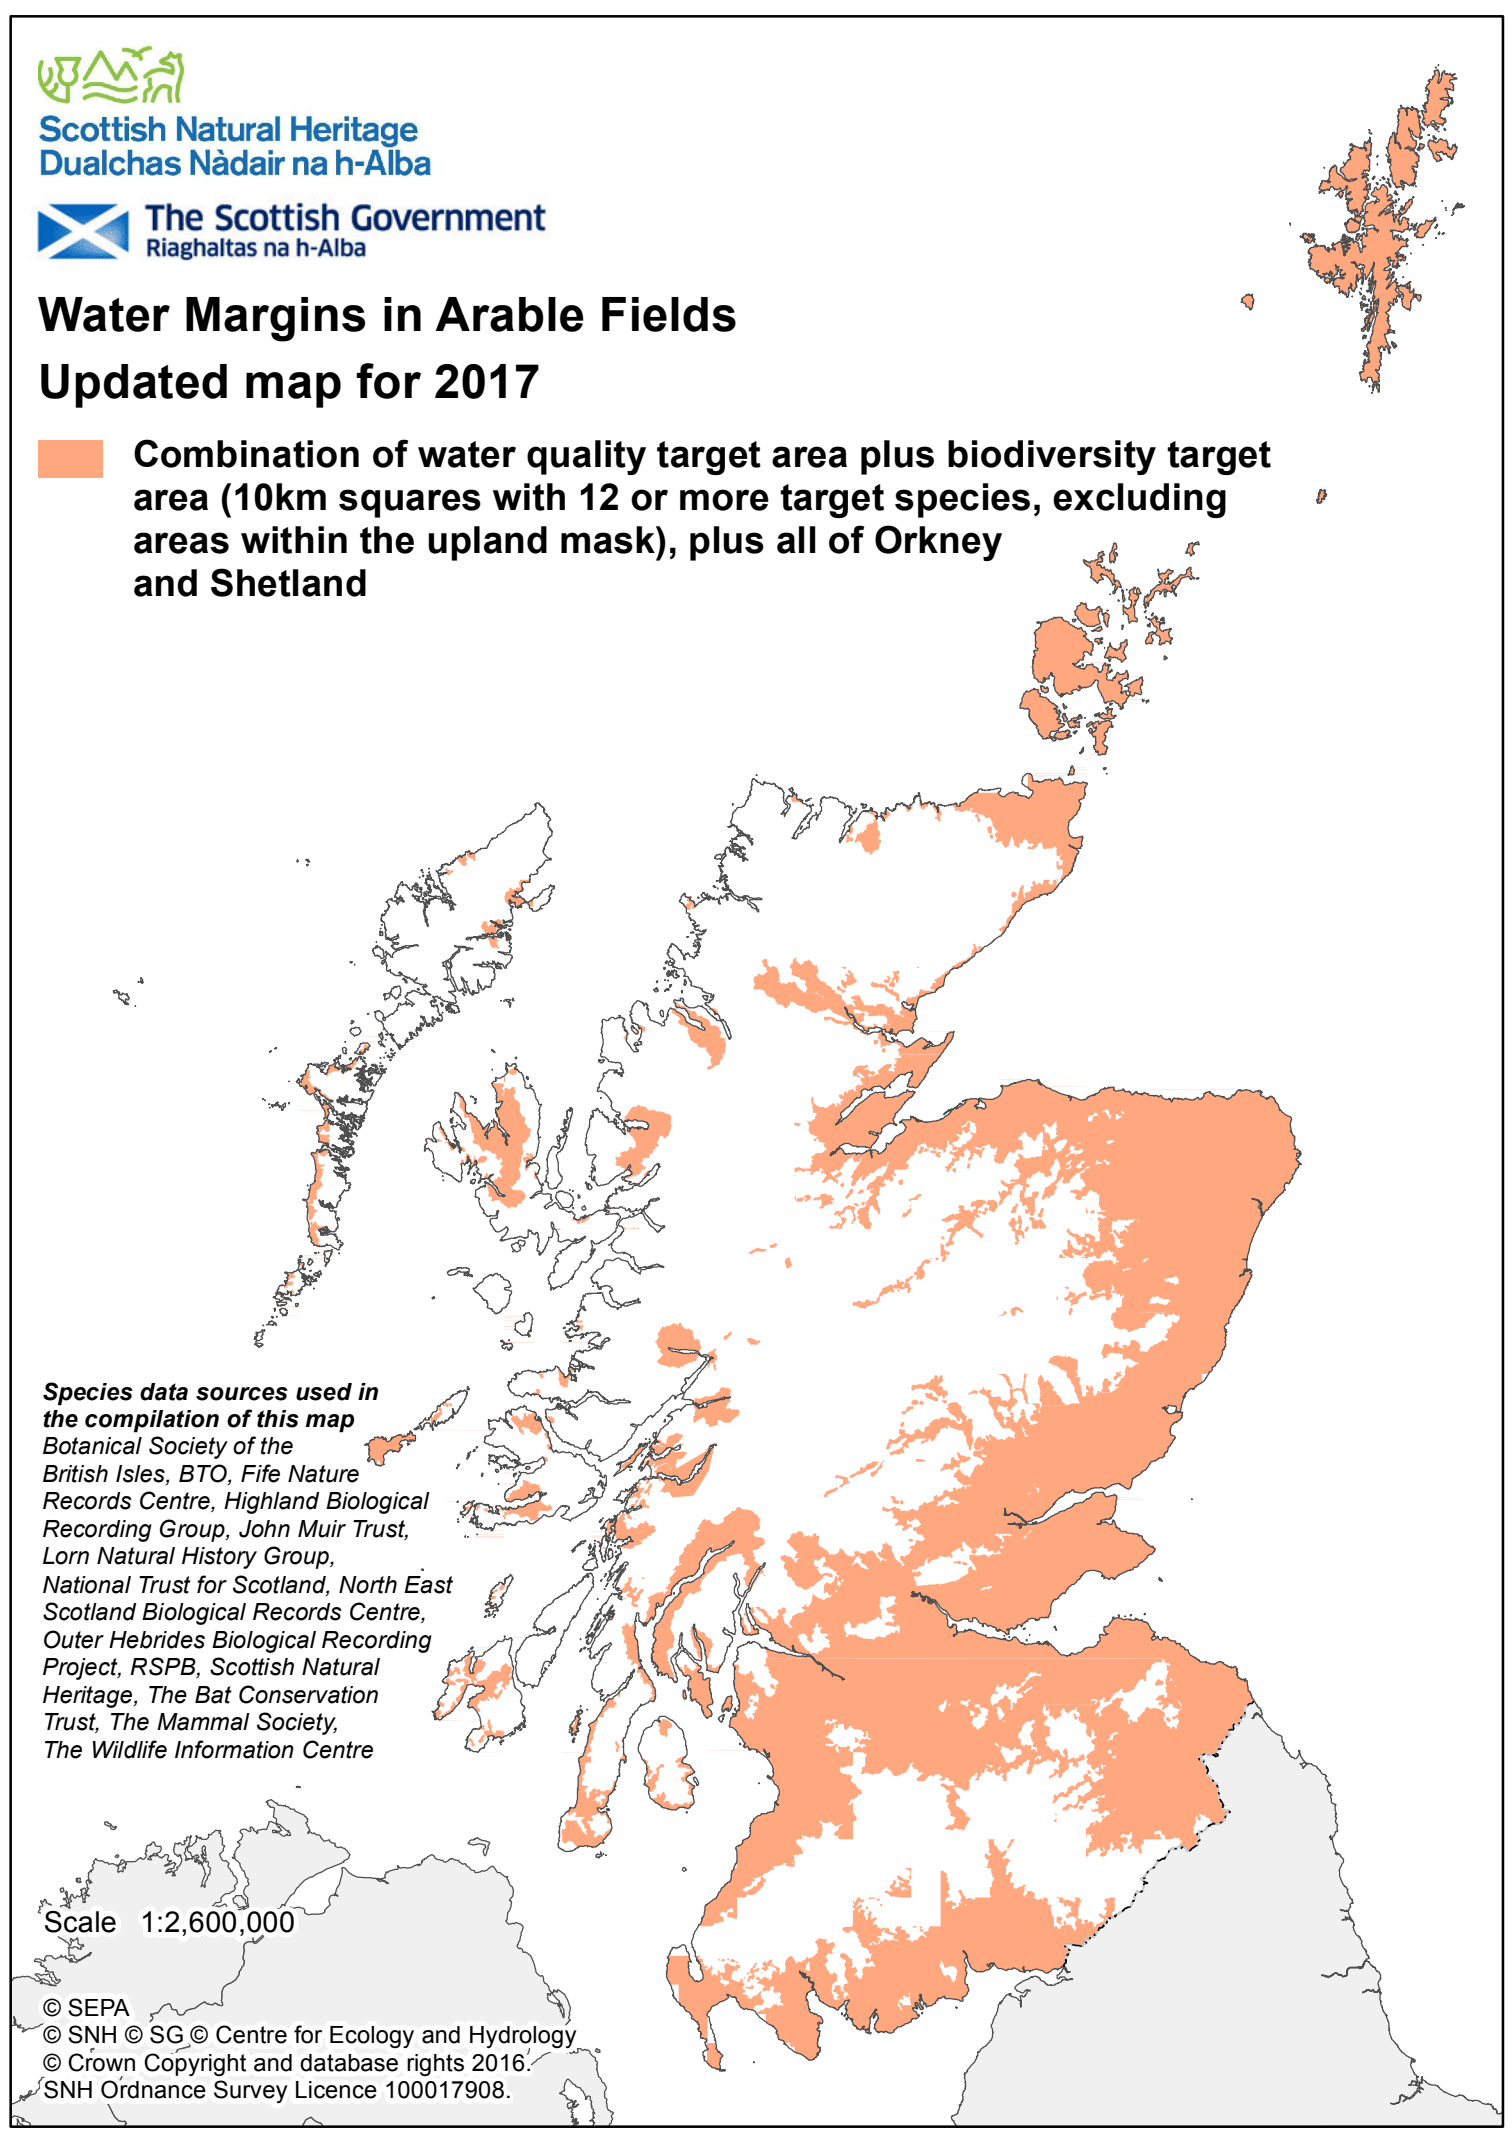 Scottish Natural Heritage
Dualchas Nàdair na h-Alba
The Scottish Government
Riaghaltas na h-Alba
Water Margins in Arable Fields
Updated map for 2017
Combination of water quality target area plus biodiversity target
area (10km squares with 12 or more target species, excluding
areas within the upland mask), plus all of Orkney
and Shetland
Species data sources used in
the compilation of this map
Botanical Society of the
British Isles, BTO, Fife Nature
Records Centre, Highland Biological
Recording Group, John Muir Trust,
Lorn Natural History Group,
National Trust for Scotland, North East
Scotland Biological Records Centre,
Outer Hebrides Biological Recording
Project, RSPB, Scottish Natural
Heritage, The Bat Conservation
Trust, The Mammal Society,
The Wildlife Information Centre
Scale 1:2,600,000
© SEPA
© SNH © SG © Centre for Ecology and Hydrology
© Crown Copyright and database rights 2016.
SNH Ordnance Survey Licence 100017908.